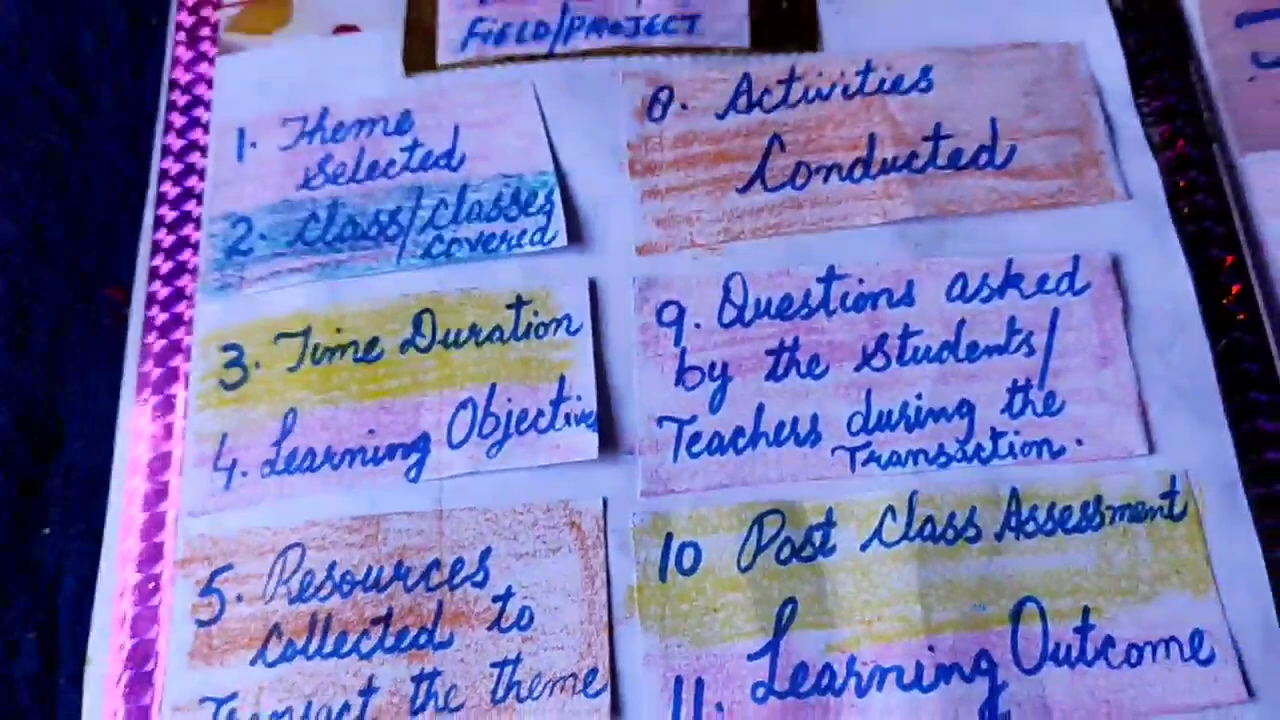 FIELD/PROJECT
1. Theme
Selected
2. Class/Classes
covered
3. Time Duration
4. Learning Objective
5. Resources
Collected to
Transact the theme
8. Activities
Conducted
9. Questions asked
by the Students/
Teachers during the
Transaction.
10 Post Class Assessment
11. Learning Outcome